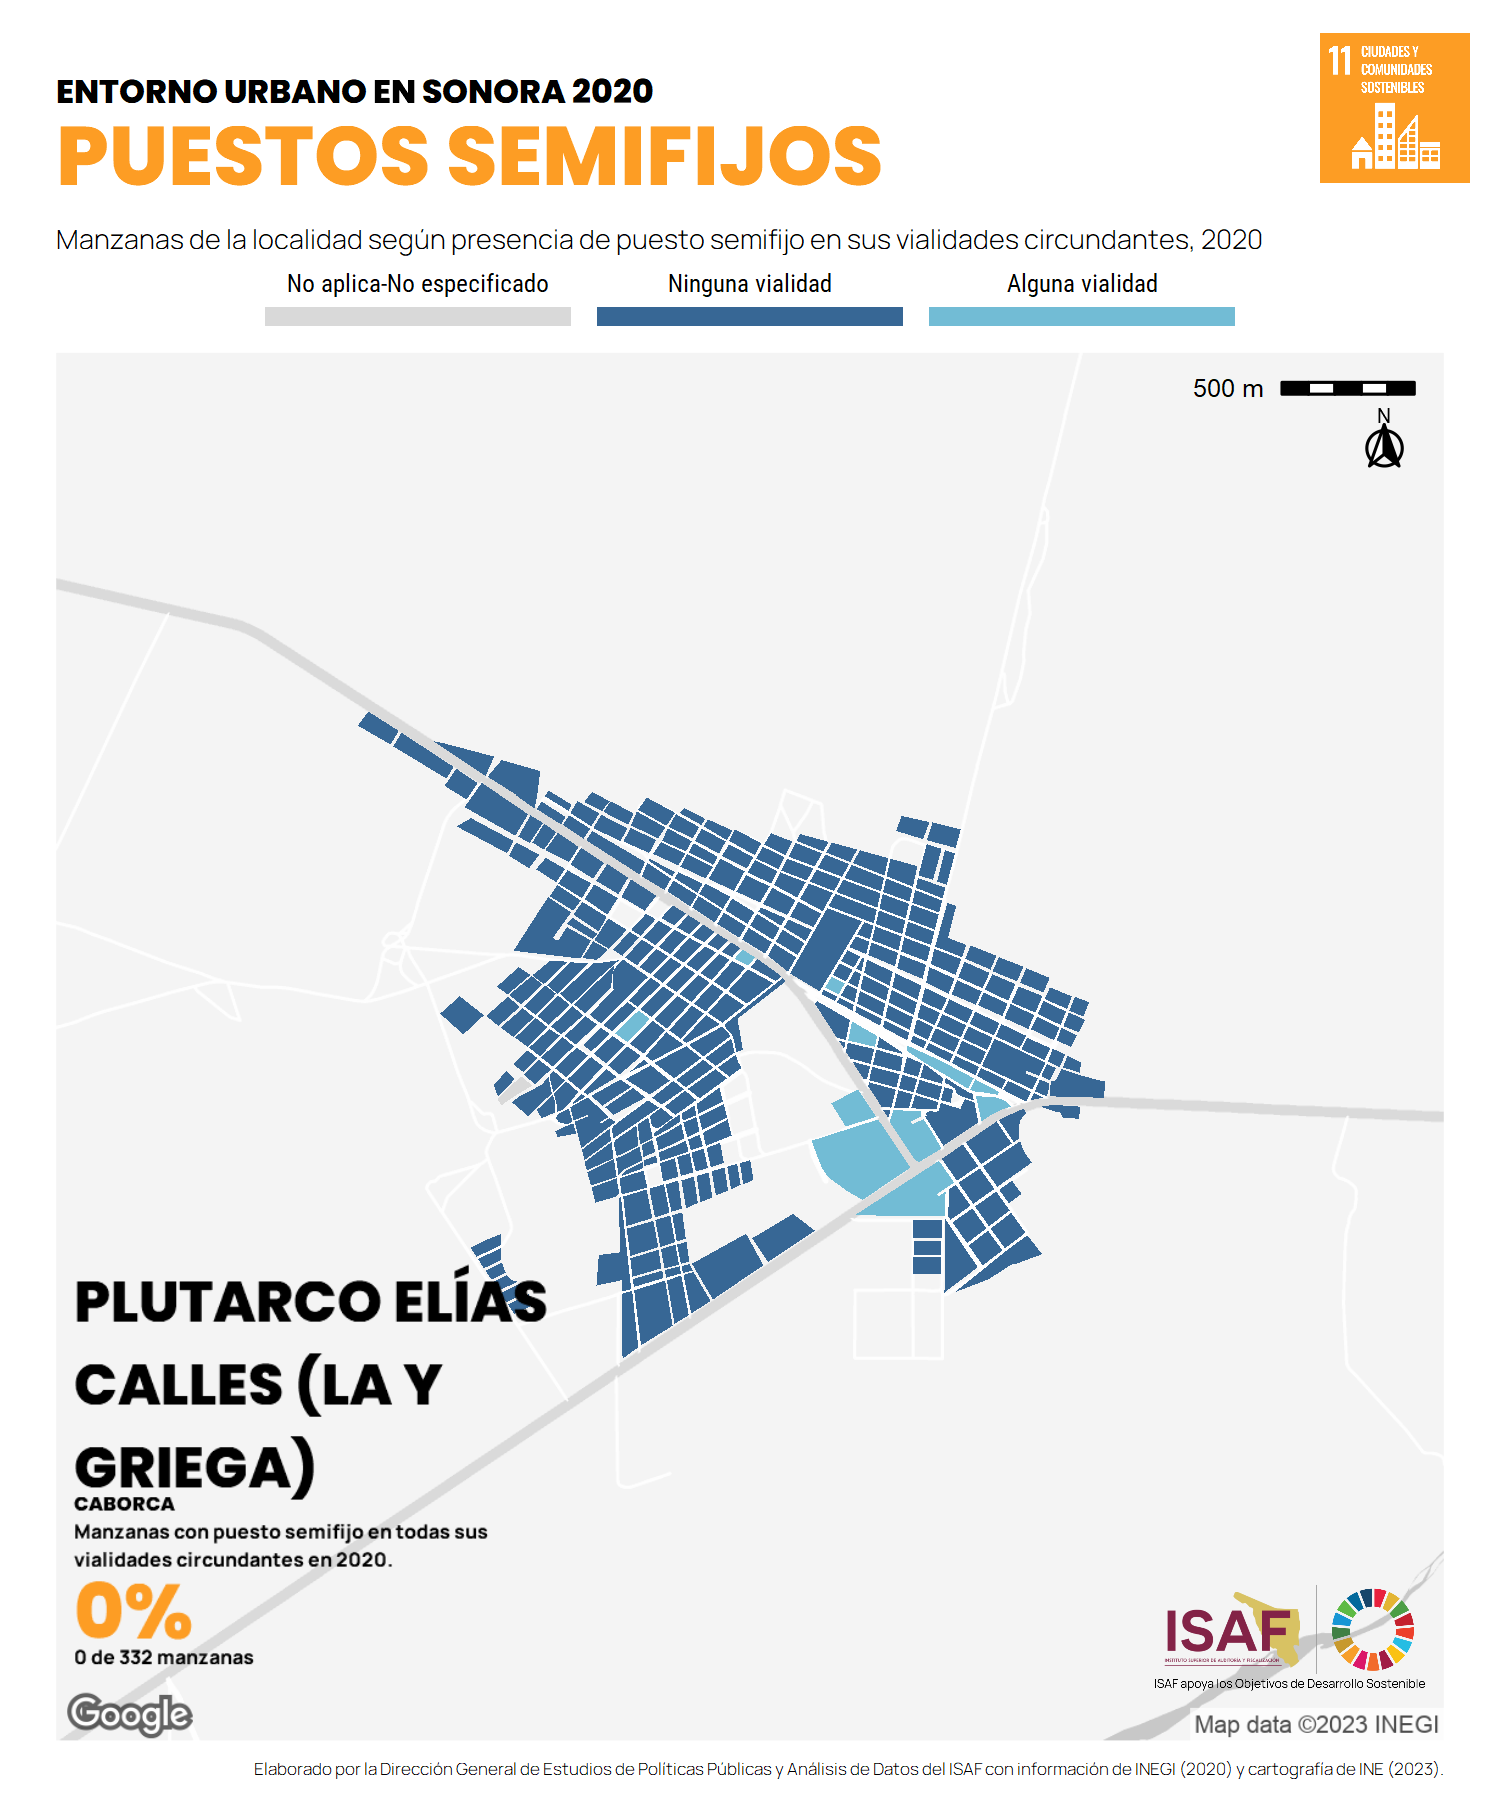 11 CIUDADES Y
COMUNIDADES
SOSTENIBLES
ENTORNO URBANO EN SONORA 2020
PUESTOS SEMIFIJOS
Manzanas de la localidad según presencia de puesto semifijo en sus vialidades circundantes, 2020
No aplica-No especificado
Ninguna vialidad
Alguna vialidad
500 m
N
PLUTARCO ELÍAS
CALLES (LA Y
GRIEGA)
CABORCA
Manzanas con puesto semifijo en todas sus
vialidades circundantes en 2020.
0%
0 de 332 manzanas
Google
ISAF
INSTITUTO SUPERIOR DE AUDITORÍA Y FISCALIZACIÓN
ISAF apoya los Objetivos de Desarrollo Sostenible
Map data ©2023 INEGI
Elaborado por la Dirección General de Estudios de Políticas Públicas y Análisis de Datos del ISAF con información de INEGI (2020) y cartografía de INE (2023).